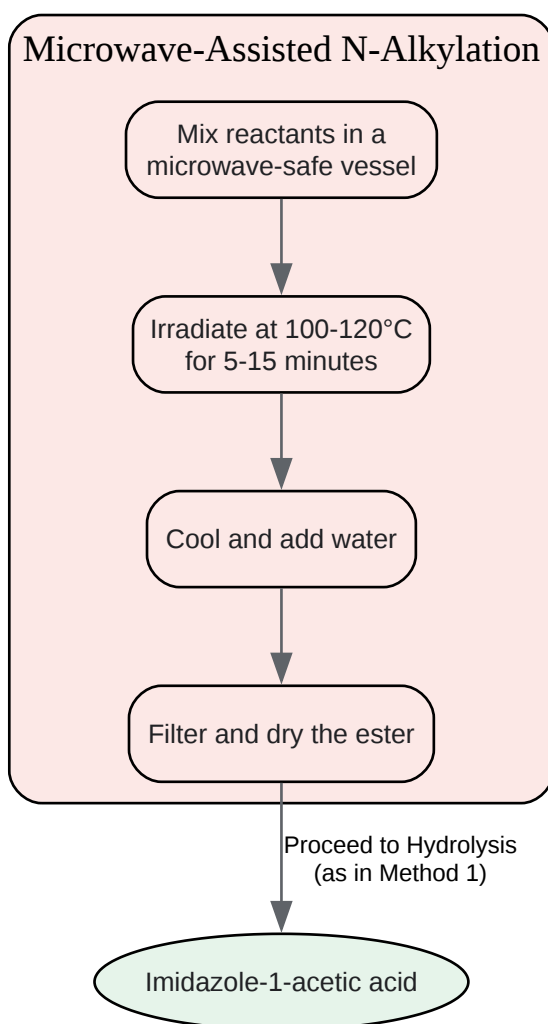 Microwave-Assisted N-Alkylation
Mix reactants in a
microwave-safe vessel
Irradiate at 100-120°C
for 5-15 minutes
Cool and add water
Filter and dry the ester
Proceed to Hydrolysis
(as in Method 1)
Imidazole-1-acetic acid